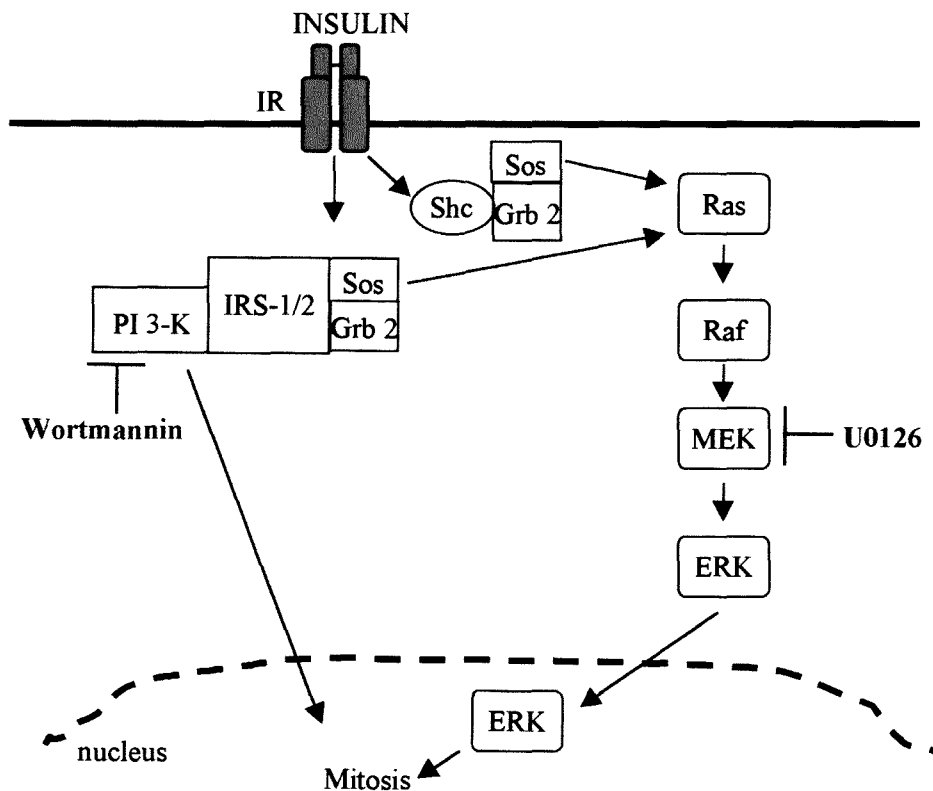 INSULIN
IR
Sos
Shc
Grb 2
Ras
IRS-1/2
Sos
PI 3-K
Grb 2
Raf
Wortmannin
MEK
U0126
ERK
ERK
nucleus
Mitosis